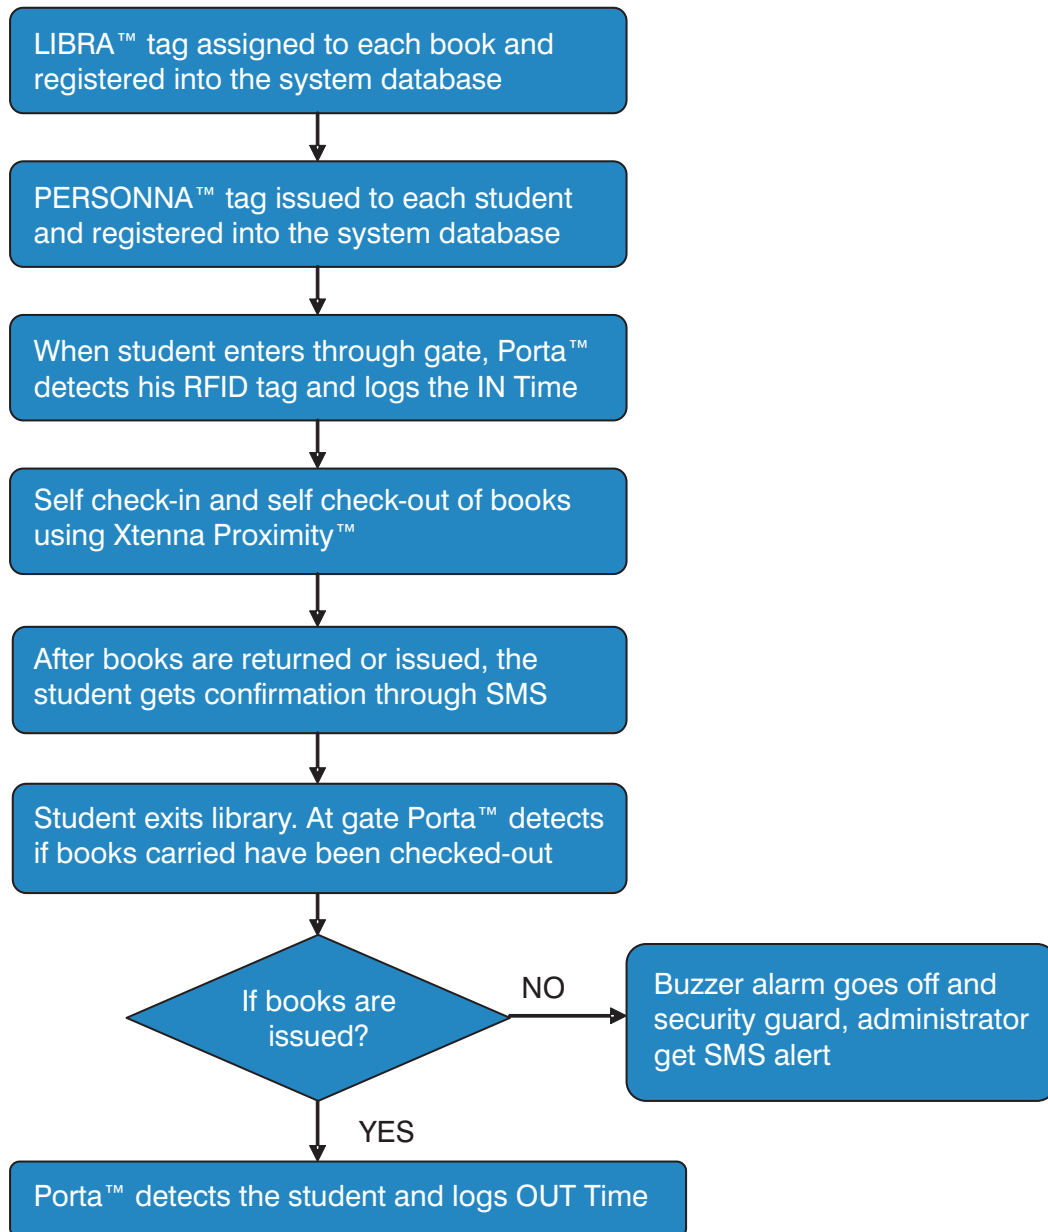 LIBRA™ tag assigned to each book and
registered into the system database
PERSONNA™ tag issued to each student
and registered into the system database
When student enters through gate, Porta™
detects his RFID tag and logs the IN Time
Self check-in and self check-out of books
using Xtenna Proximity™
After books are returned or issued, the
student gets confirmation through SMS
Student exits library. At gate Porta™ detects
if books carried have been checked-out
If books are
issued?
NO
Buzzer alarm goes off and
security guard, administrator
get SMS alert
YES
Porta™ detects the student and logs OUT Time